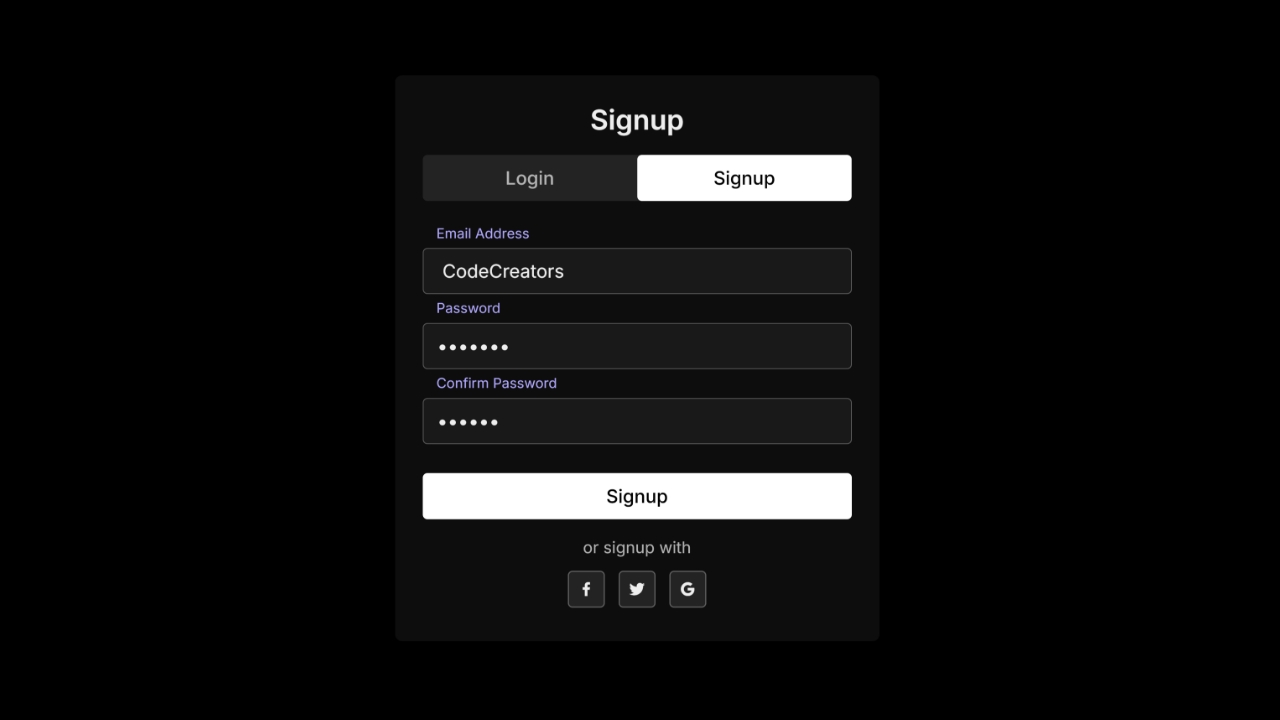 Signup
Login Signup
Email Address
CodeCreators
Password
•••••••
Confirm Password
••••••
Signup
or signup with